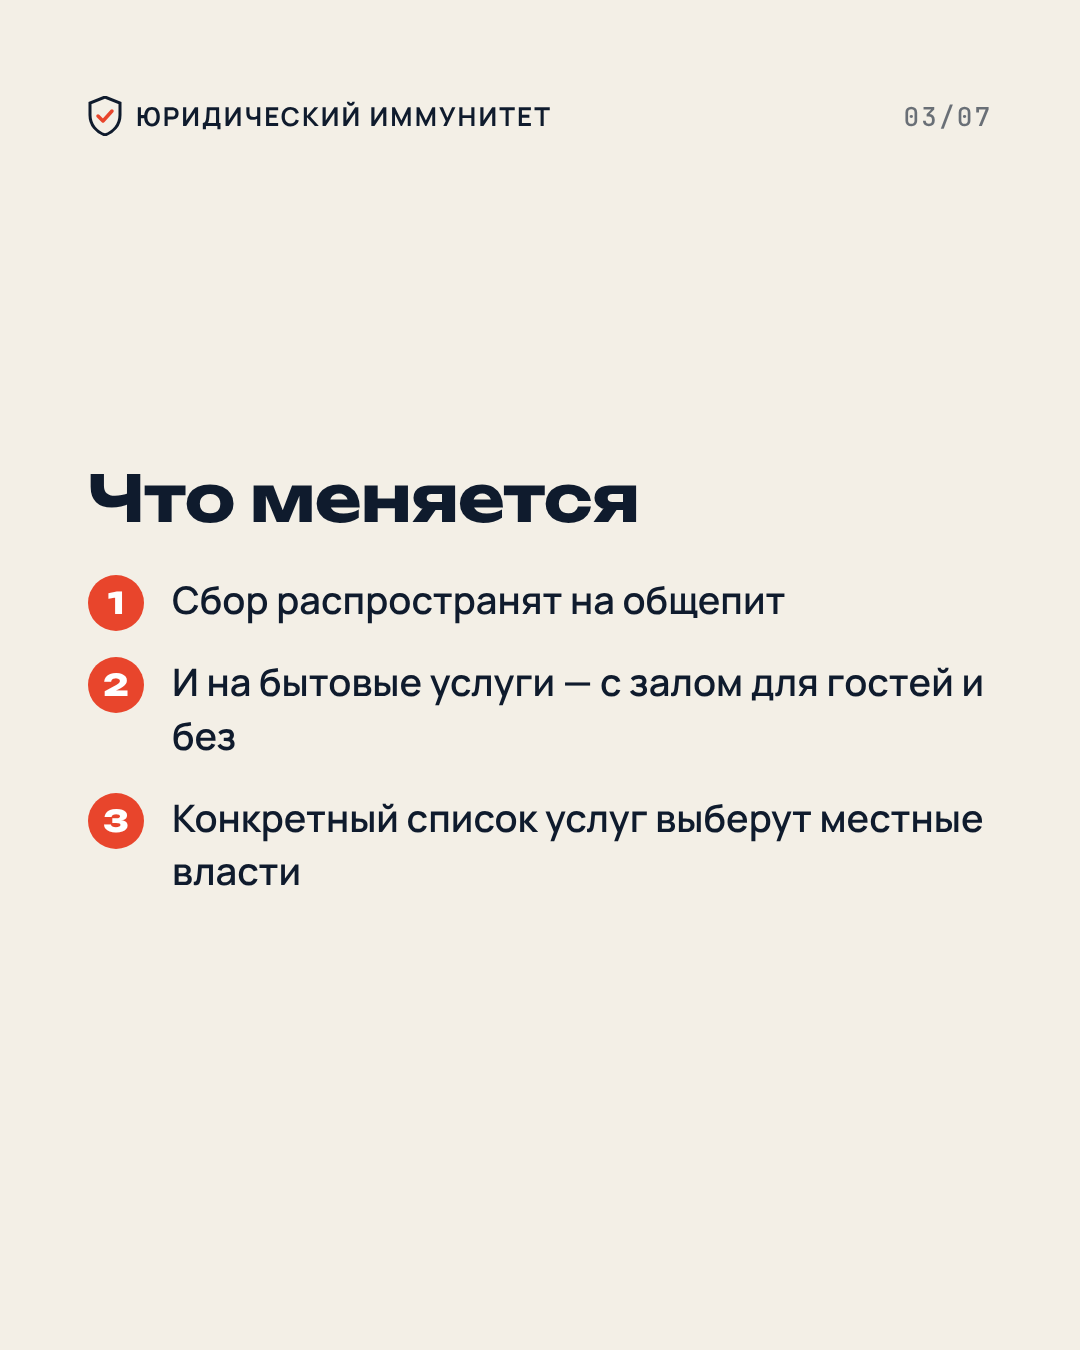 ЮРИДИЧЕСКИЙ ИММУНИТЕТ
03/07
Что меняется
1 Сбор распространят на общепит
2 И на бытовые услуги — с залом для гостей и
без
3 Конкретный список услуг выберут местные
власти